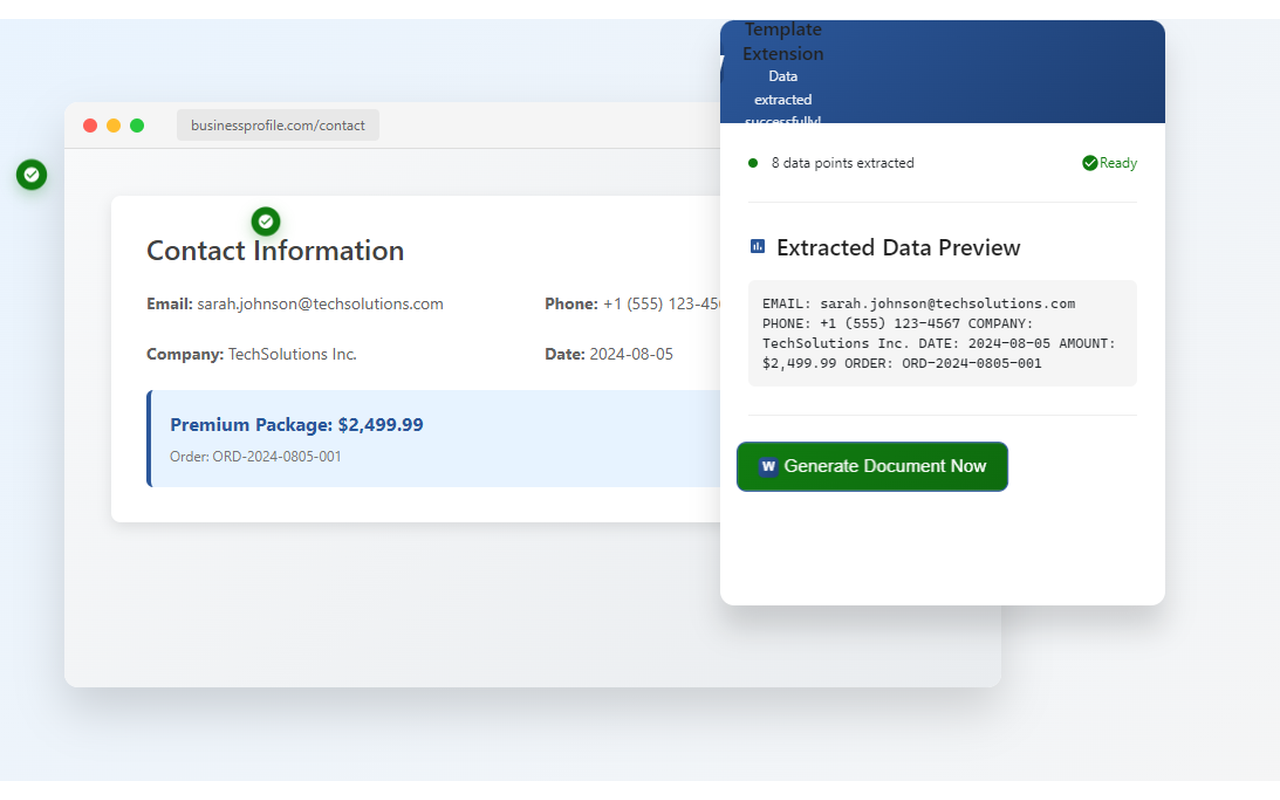 Template
Extension
Data
extracted
successfully!
businessprofile.com/contact
8 data points extracted
Ready
Contact Information
Email: sarah.johnson@techsolutions.com
Phone: +1 (555) 123-456
Company: TechSolutions Inc.
Date: 2024-08-05
Premium Package: $2,499.99
Order: ORD-2024-0805-001
Extracted Data Preview
EMAIL: sarah.johnson@techsolutions.com
PHONE: +1 (555) 123-4567 COMPANY:
TechSolutions Inc. DATE: 2024-08-05 AMOUNT:
$2,499.99 ORDER: ORD-2024-0805-001
W Generate Document Now